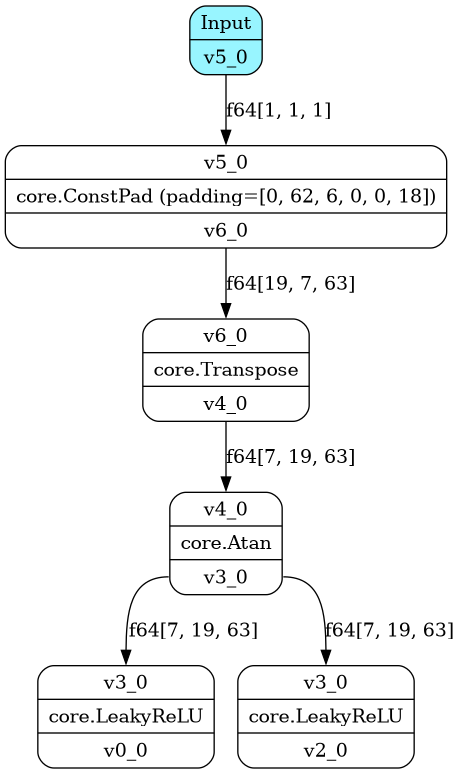 Input
v5_0
f64[1, 1, 1]
v5_0
core.ConstPad (padding=[0, 62, 6, 0, 0, 18])
v6_0
f64[19, 7, 63]
v6_0
core.Transpose
v4_0
f64[7, 19, 63]
v4_0
core.Atan
v3_0
f64[7, 19, 63]
f64[7, 19, 63]
v3_0
core.LeakyReLU
v0_0
v3_0
core.LeakyReLU
v2_0